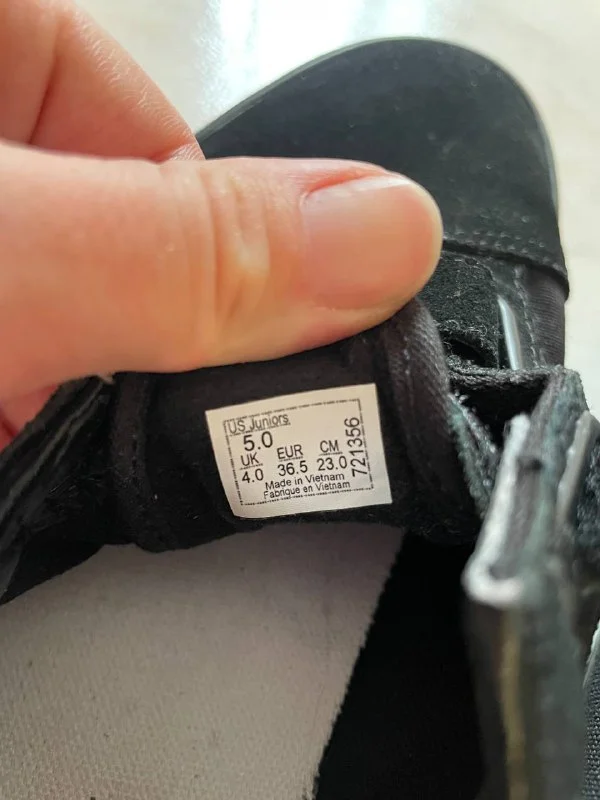 US Juniors
5.0
UK EUR CM
4.0 36.5 23.0
Made in Vietnam
Fabrique en Vietnam
721356